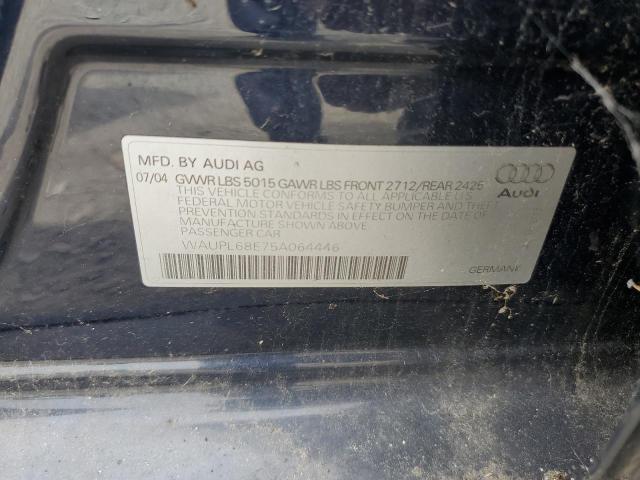 MFD. BY AUDI AG
07/04 GVWR LBS 5015 GAWR LBS FRONT 2712/REAR 2425
THIS VEHICLE CONFORMS TO ALL APPLICABLE U.S.
FEDERAL MOTOR VEHICLE SAFETY BUMPER AND THEFT
PREVENTION STANDARDS IN EFFECT ON THE DATE
OF MANUFACTURE SHOWN ABOVE.
PASSENGER CAR
WAUPL68E75A064446
Audi
GERMANY